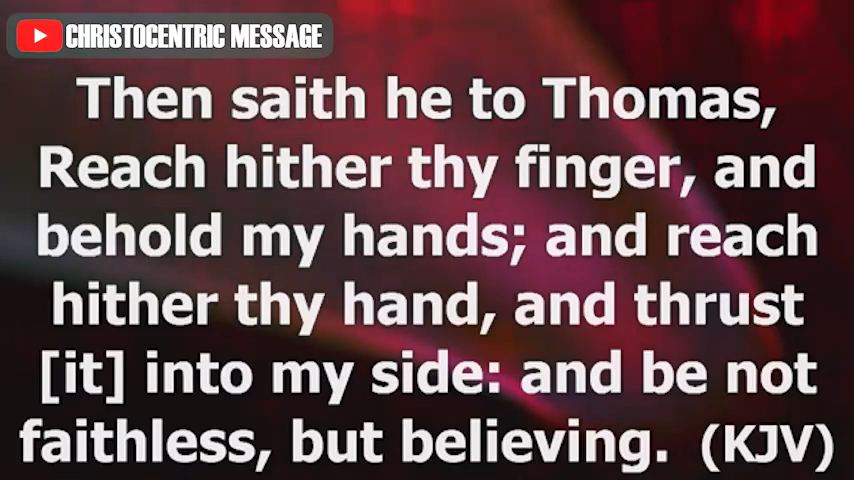 CHRISTOCENTRIC MESSAGE
Then saith he to Thomas,
Reach hither thy finger, and
behold my hands; and reach
hither thy hand, and thrust
[it] into my side: and be not
faithless, but believing. (KJV)